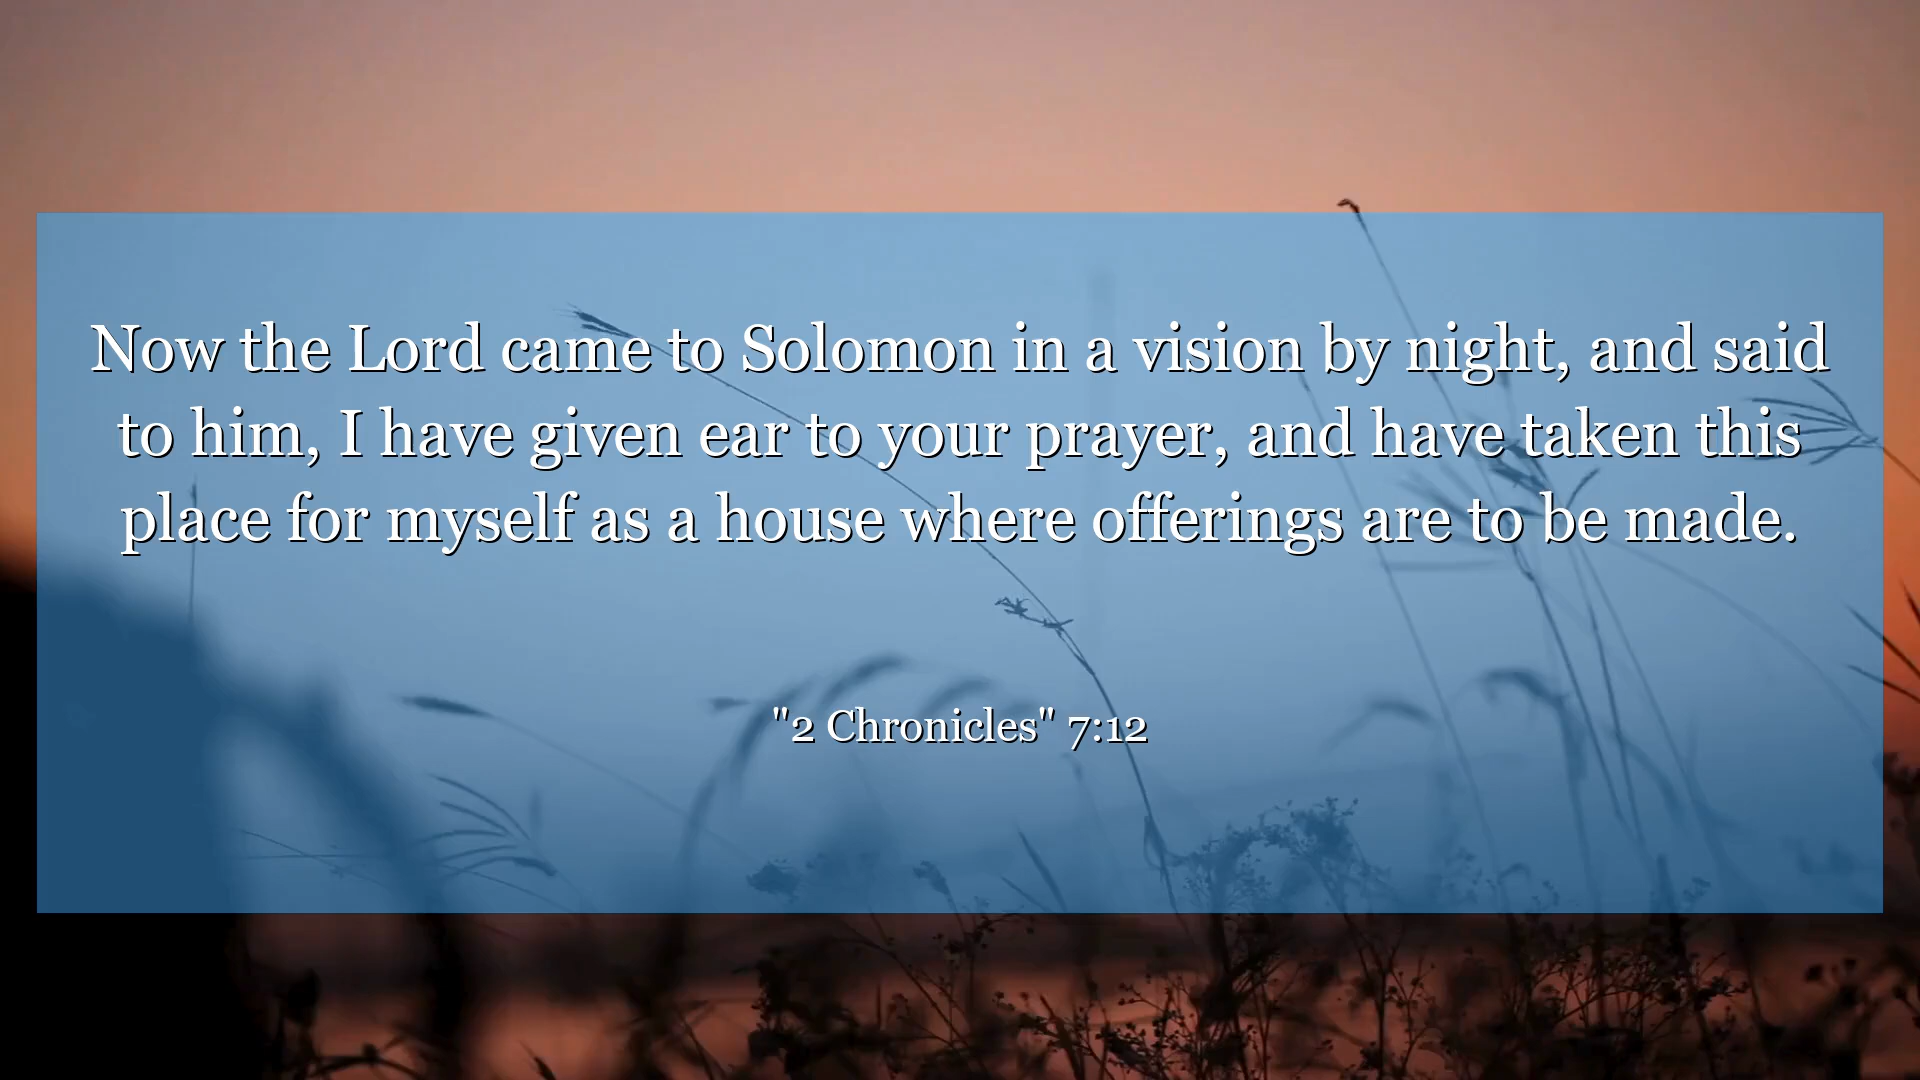 Now the Lord came to Solomon in a vision by night, and said
to him, I have given ear to your prayer, and have taken this
place for myself as a house where offerings are to be made.
"2 Chronicles" 7:12